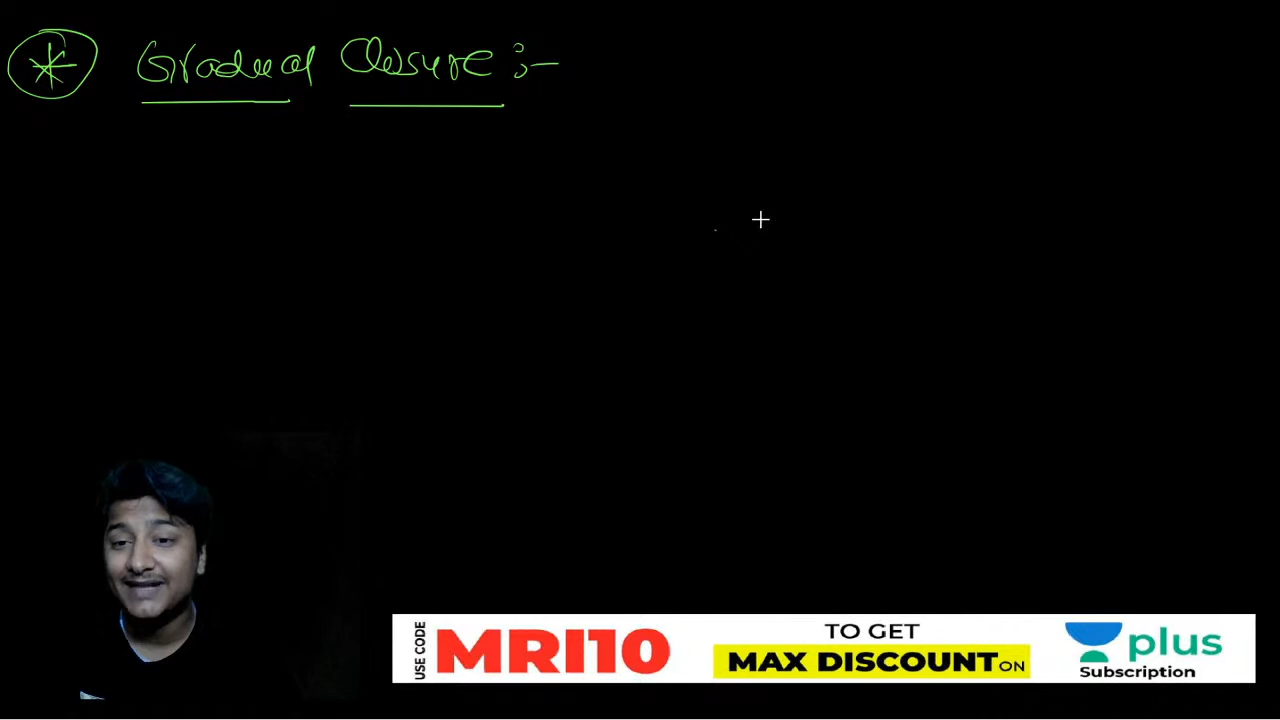 * Gradual Closure :-
USE CODE
MRI10
TO GET
MAX DISCOUNT ON
plus
Subscription